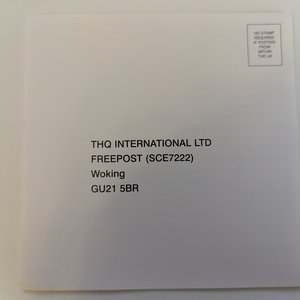 NO STAMP
REQUIRED
IF POSTING
FROM
WITHIN
THE UK
THQ INTERNATIONAL LTD
FREEPOST (SCE7222)
Woking
GU21 5BR